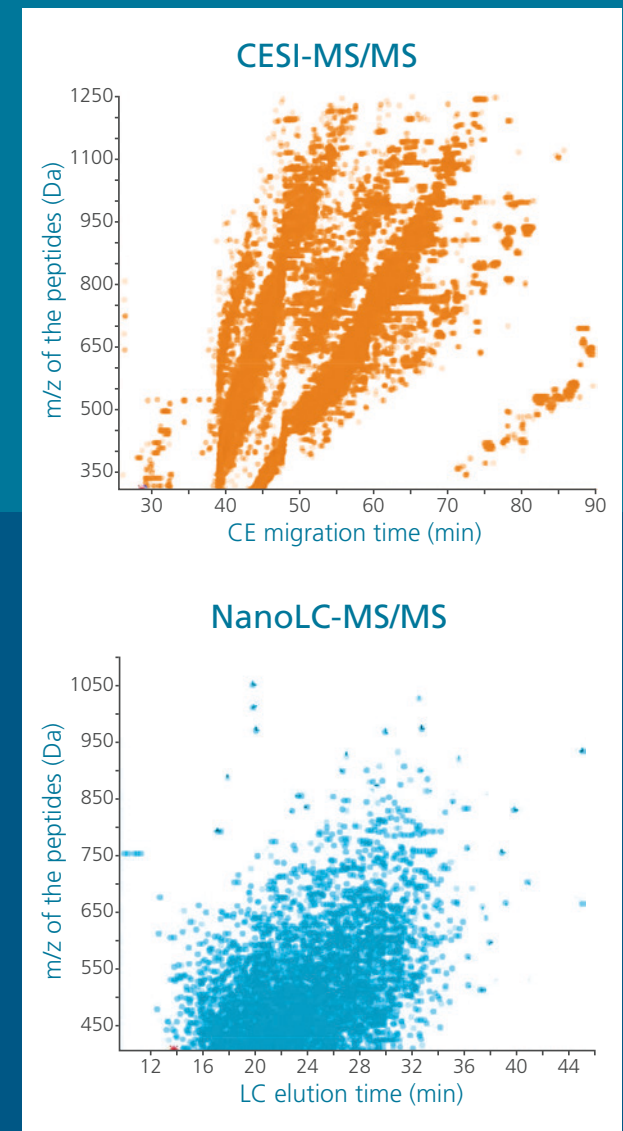 CESI-MS/MS
m/z of the peptides (Da)
1250
1100
950
800
650
500
350
30 40 50 60 70 80 90
CE migration time (min)
NanoLC-MS/MS
m/z of the peptides (Da)
1050
950
850
750
650
550
450
12 16 20 24 28 32 36 40 44
LC elution time (min)